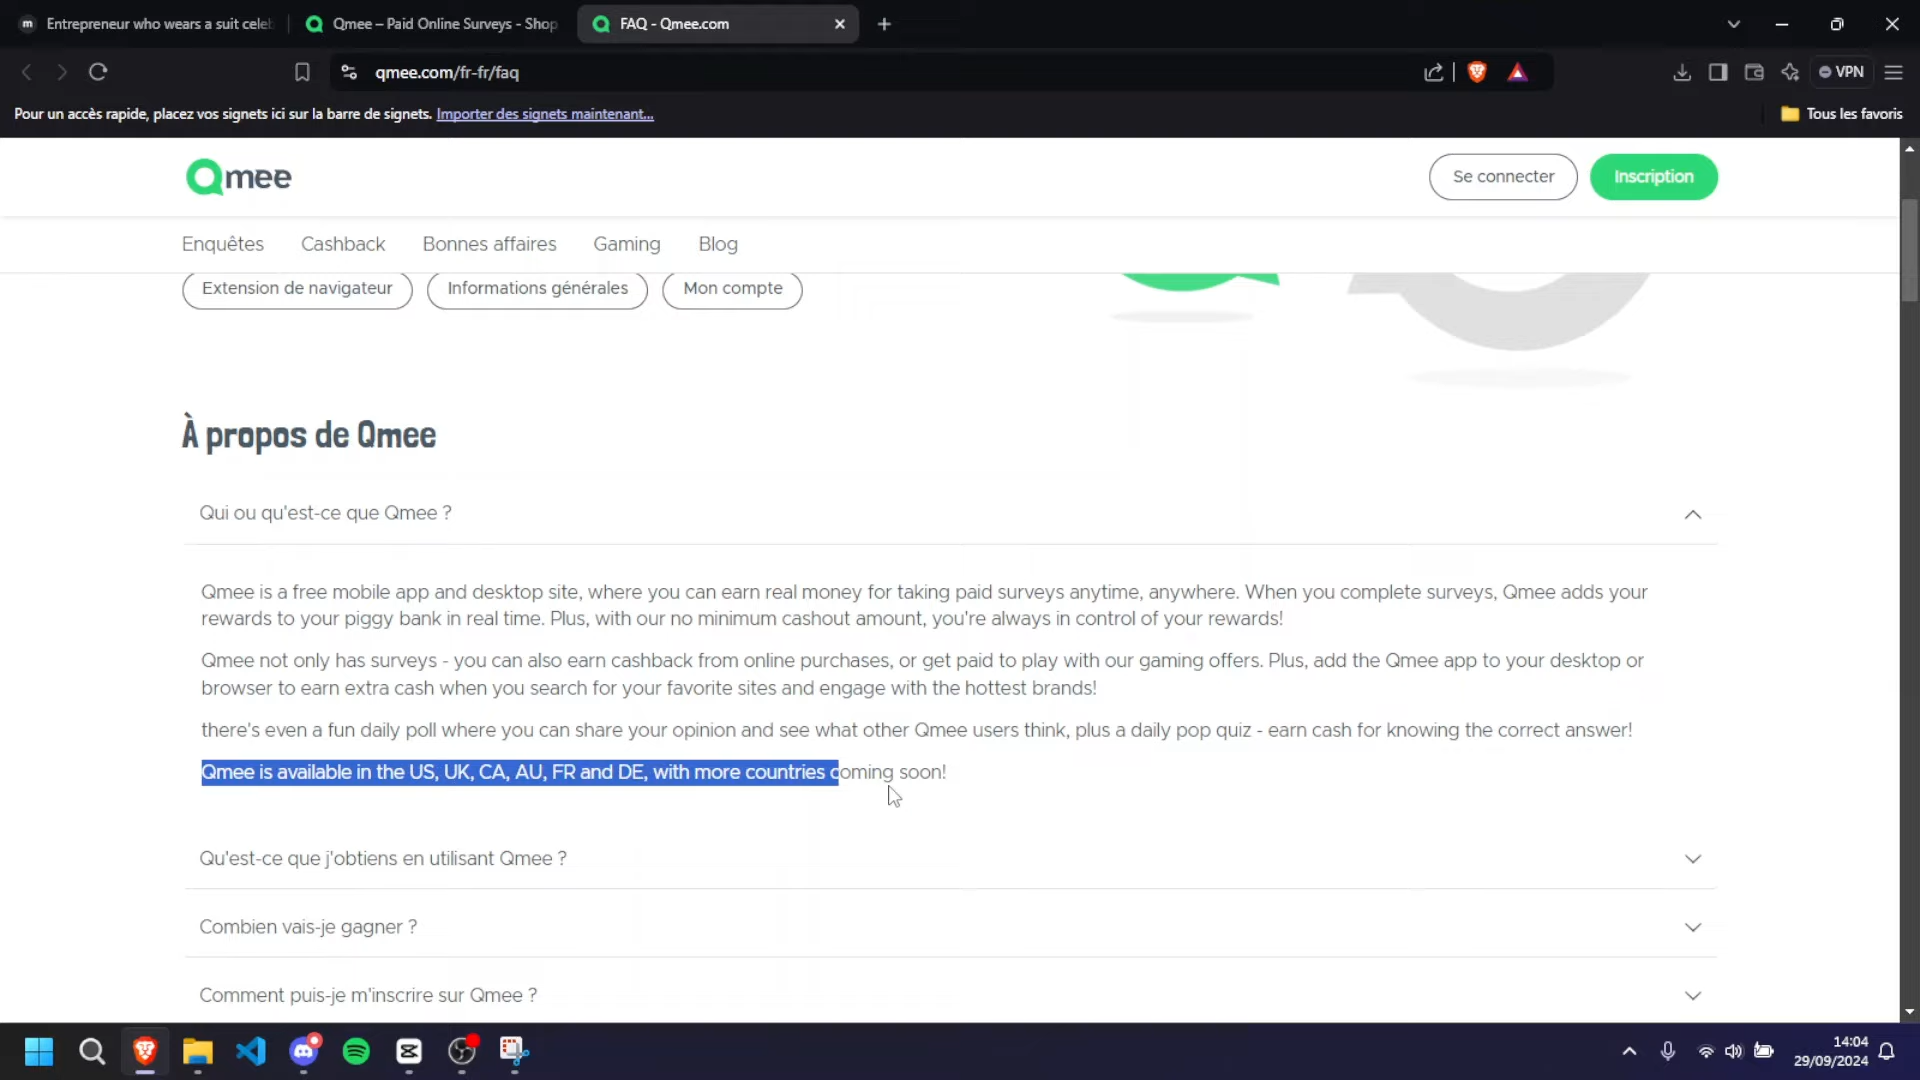 Entrepreneur who wears a suit celeb
Qmee – Paid Online Surveys - Shop
FAQ - Qmee.com
qmee.com/fr-fr/faq
VPN
Pour un accès rapide, placez vos signets ici sur la barre de signets. Importer des signets maintenant...
Tous les favoris
Qmee
Se connecter
Inscription
Enquêtes
Cashback
Bonnes affaires
Gaming
Blog
Extension de navigateur
Informations générales
Mon compte
À propos de Qmee
Qui ou qu'est-ce que Qmee ?
Qmee is a free mobile app and desktop site, where you can earn real money for taking paid surveys anytime, anywhere. When you complete surveys, Qmee adds your
rewards to your piggy bank in real time. Plus, with our no minimum cashout amount, you're always in control of your rewards!
Qmee not only has surveys - you can also earn cashback from online purchases, or get paid to play with our gaming offers. Plus, add the Qmee app to your desktop or
browser to earn extra cash when you search for your favorite sites and engage with the hottest brands!
there's even a fun daily poll where you can share your opinion and see what other Qmee users think, plus a daily pop quiz - earn cash for knowing the correct answer!
Qmee is available in the US, UK, CA, AU, FR and DE, with more countries coming soon!
Qu'est-ce que j'obtiens en utilisant Qmee ?
Combien vais-je gagner ?
Comment puis-je m'inscrire sur Qmee ?
14:04
29/09/2024